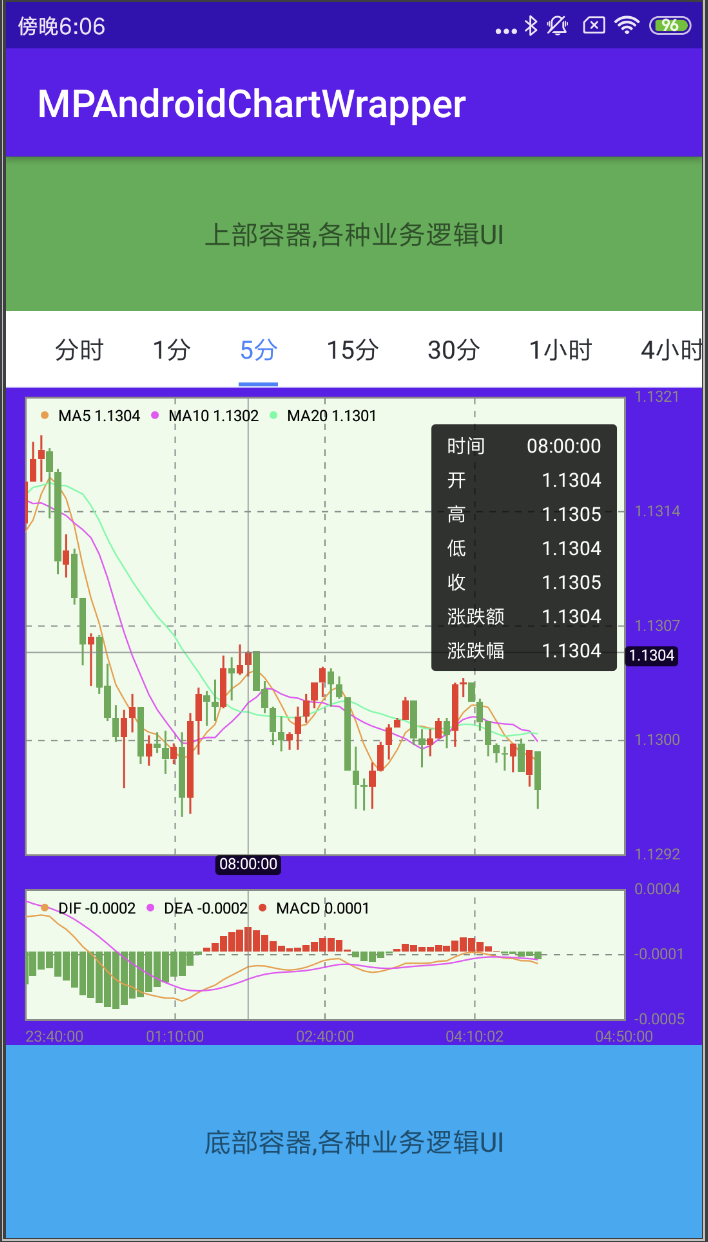 傍晚6:06
96
MPAndroidChartWrapper
上部容器,各种业务逻辑UI
分时 1分 5分 15分 30分 1小时 4小时
1.1321
MA5 1.1304 MA10 1.1302 MA20 1.1301
时间 08:00:00
开 1.1304
高 1.1305
低 1.1304
收 1.1305
涨跌额 1.1304
涨跌幅 1.1304
1.1314
1.1307
1.1304
1.1300
1.1292
08:00:00
0.0004
DIF -0.0002 DEA -0.0002 MACD 0.0001
-0.0001
-0.0005
23:40:00 01:10:00 02:40:00 04:10:02 04:50:00
底部容器,各种业务逻辑UI